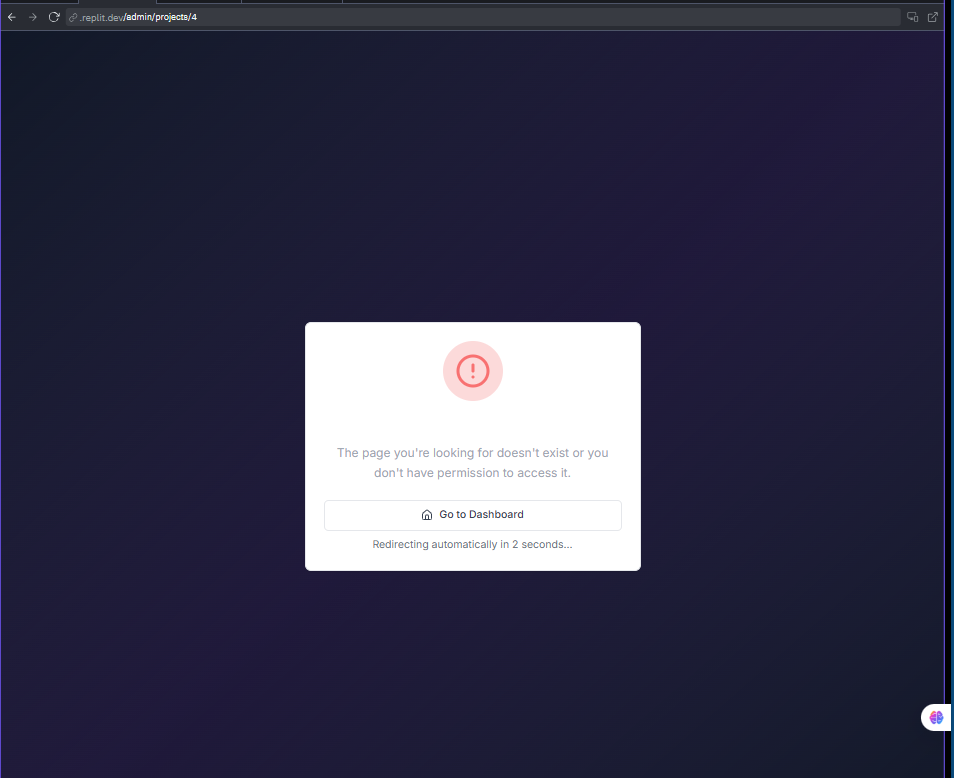 .replit.dev/admin/projects/4
The page you're looking for doesn't exist or you
don't have permission to access it.
Go to Dashboard
Redirecting automatically in 2 seconds...